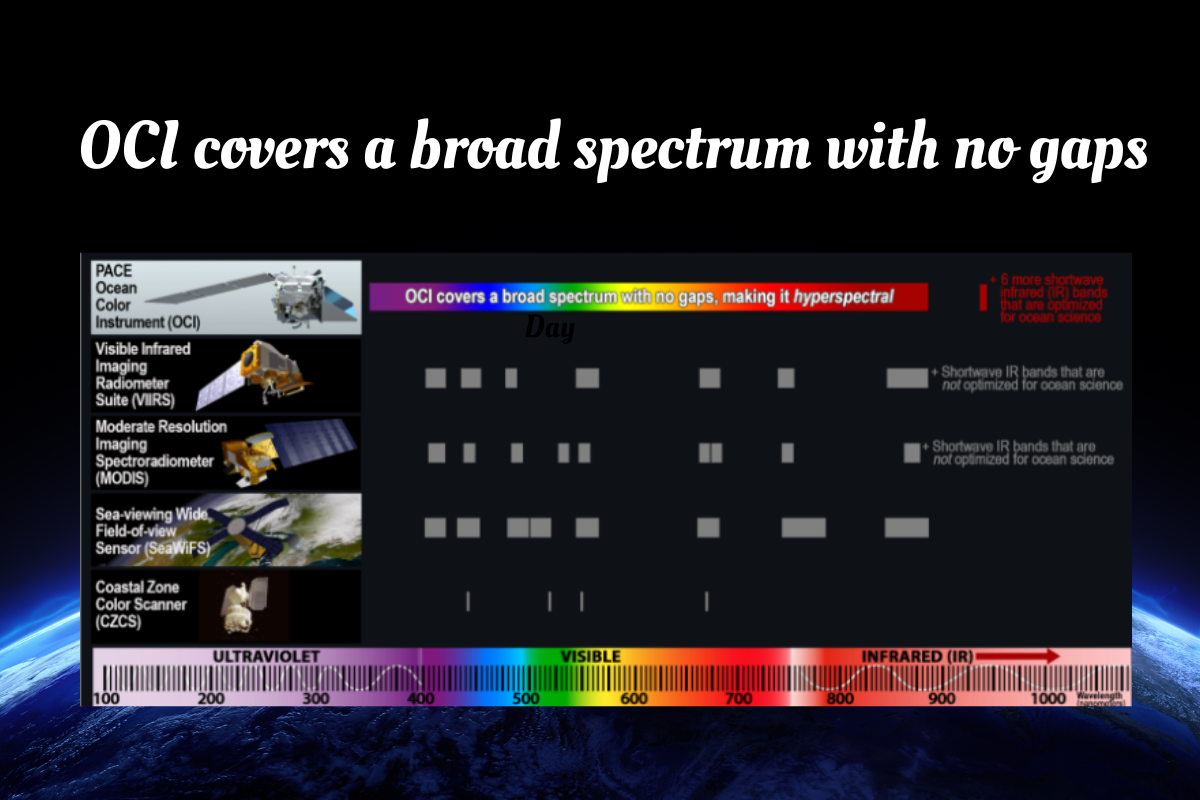 OCI covers a broad spectrum with no gaps
PACE
Ocean
Color
Instrument (OCI)
OCI covers a broad spectrum with no gaps, making it hyperspectral
+ 6 more shortwave
infrared (IR) bands
that are optimized
for ocean science
Day
Visible Infrared
Imaging
Radiometer
Suite (VIIRS)
+ Shortwave IR bands that are
not optimized for ocean science
Moderate Resolution
Imaging
Spectroradiometer
(MODIS)
+ Shortwave IR bands that are
not optimized for ocean science
Sea-viewing Wide
Field-of-view
Sensor (SeaWiFS)
Coastal Zone
Color Scanner
(CZCS)
ULTRAVIOLET VISIBLE INFRARED (IR)
100 200 300 400 500 600 700 800 900 1000
Wavelength
(nanometers)